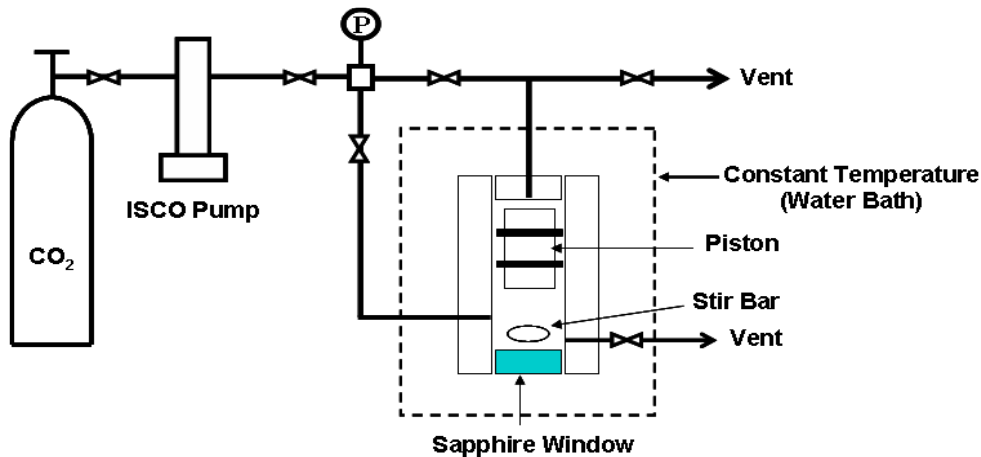 P
Vent
Constant Temperature
(Water Bath)
ISCO Pump
Piston
CO₂
Stir Bar
Vent
Sapphire Window